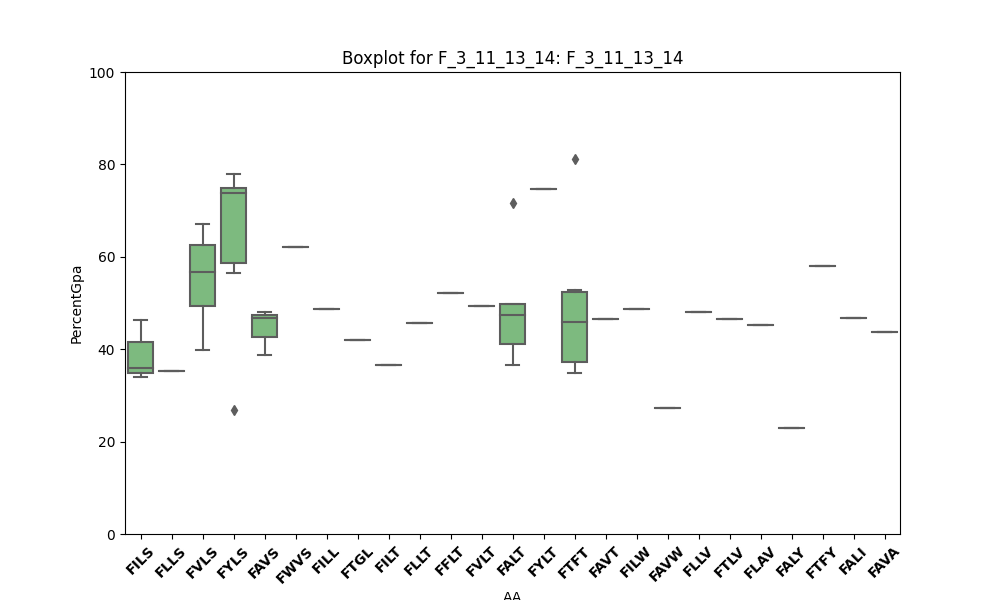 Boxplot for F_3_11_13_14: F_3_11_13_14
100
80
60
40
20
0
PercentGpa
FILS FLLS FVLS FYLS FAVS FWVS FILL FTGL FILT FLLT FFLT FVLT FALT FYLT FTFT FAVT FILW FAVW FLLV FTLV FLAV FALY FTFY FALI FAVA
AA